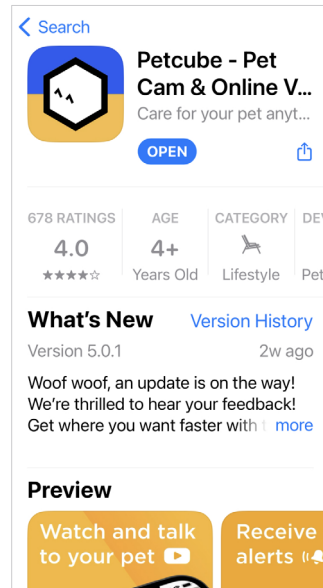 Search
Petcube - Pet
Cam & Online V...
Care for your pet anyt...
OPEN
678 RATINGS
4.0
AGE
4+
Years Old
CATEGORY
Lifestyle
DE
Pet
What's New
Version History
Version 5.0.1
2w ago
Woof woof, an update is on the way!
We're thrilled to hear your feedback!
Get where you want faster with
more
Preview
Watch and talk
to your pet
Receive
alerts